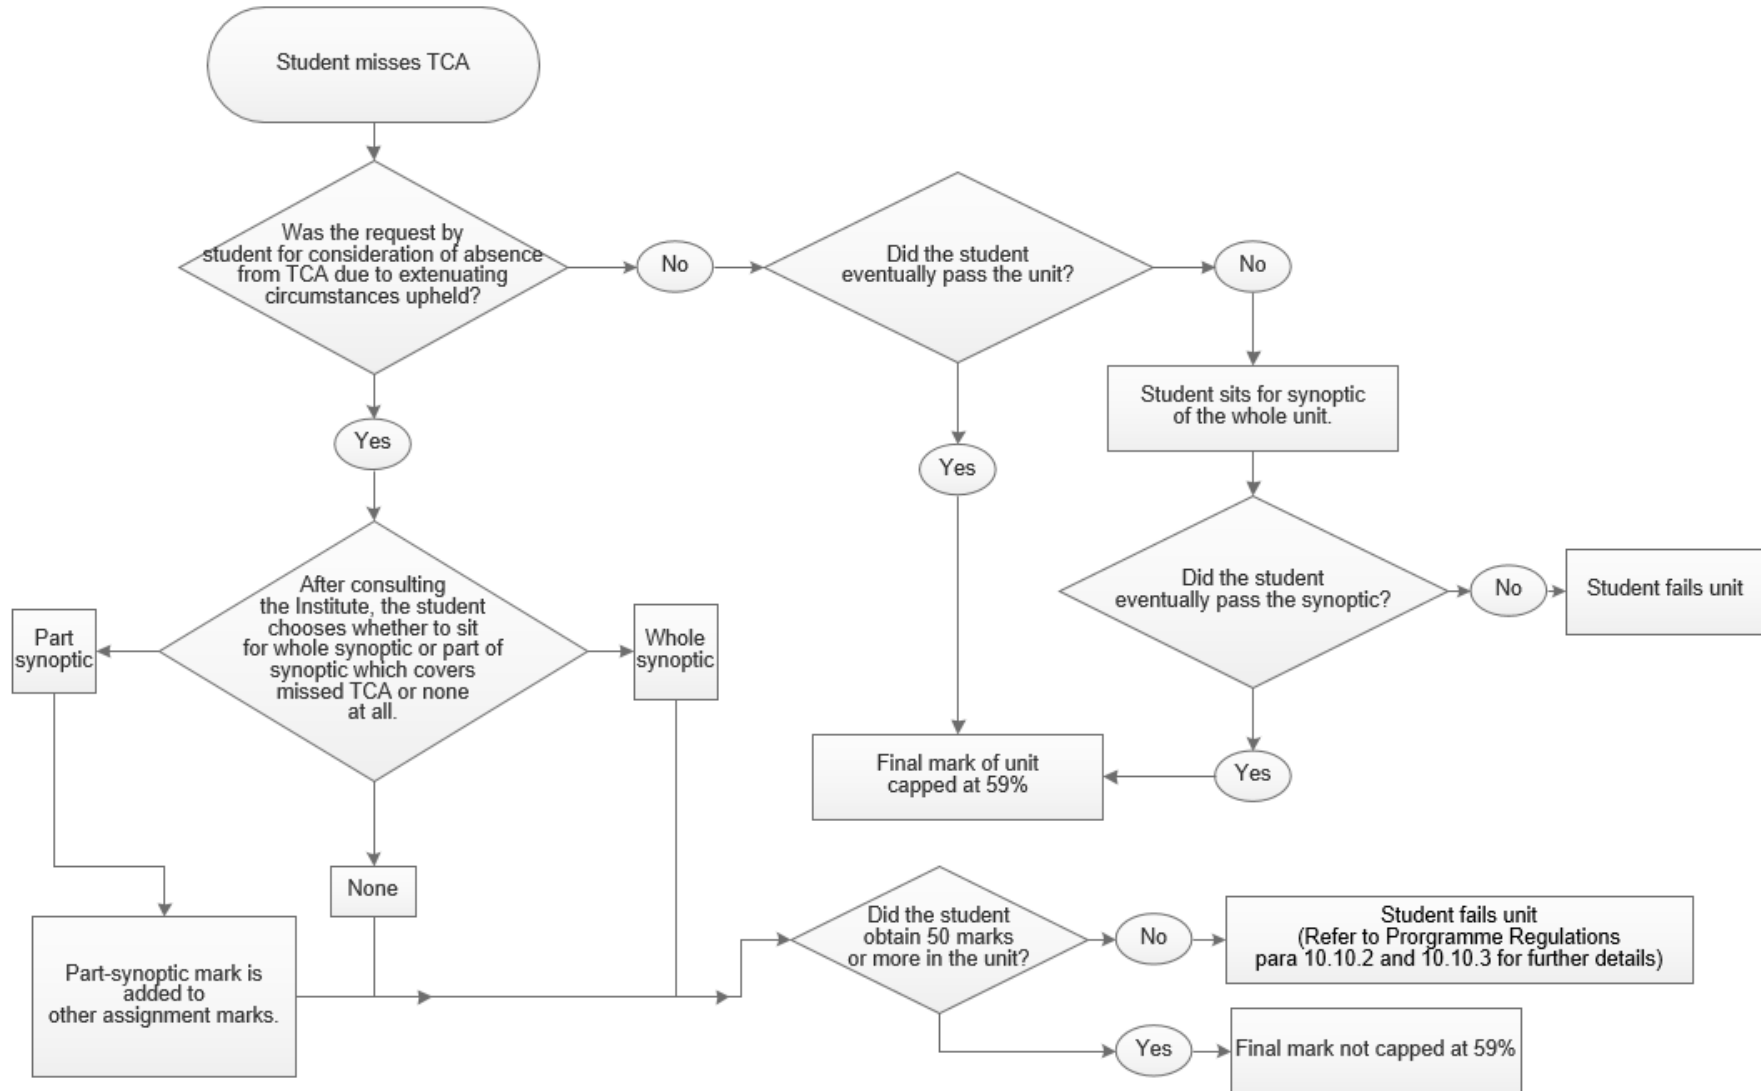 Student misses TCA
Was the request by
student for consideration of absence
from TCA due to extenuating
circumstances upheld?
No
Did the student
eventually pass the unit?
No
Yes
Yes
Student sits for synoptic
of the whole unit.
Did the student
eventually pass the synoptic?
No
Student fails unit
Yes
Final mark of unit
capped at 59%
After consulting
the Institute, the student
chooses whether to sit
for whole synoptic or part of
synoptic which covers
missed TCA or none
at all.
Part
synoptic
Whole
synoptic
None
Part-synoptic mark is
added to
other assignment marks.
Did the student
obtain 50 marks
or more in the unit?
No
Student fails unit
(Refer to Prorgramme Regulations
para 10.10.2 and 10.10.3 for further details)
Yes
Final mark not capped at 59%